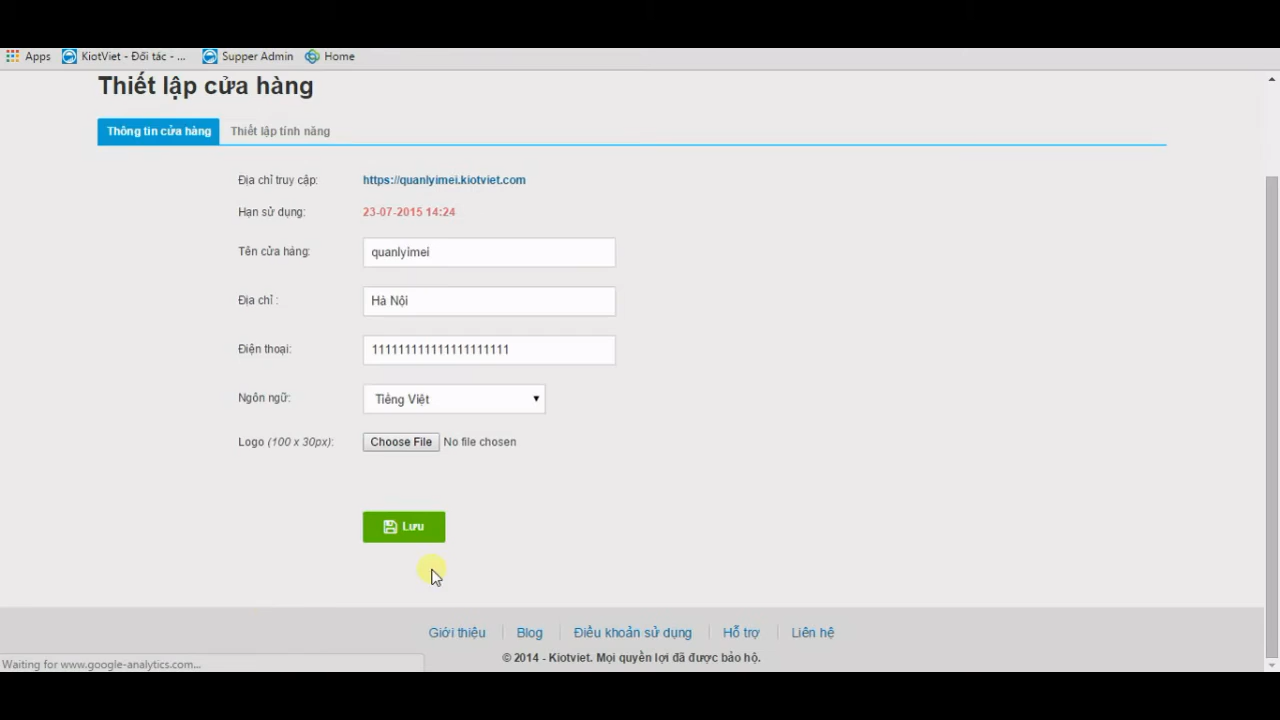 Apps KiotViet - Đối tác - ... Supper Admin Home
Thiết lập cửa hàng
Thông tin cửa hàng Thiết lập tính năng
Địa chỉ truy cập: https://quanlyimei.kiotviet.com
Hạn sử dụng: 23-07-2015 14:24
Tên cửa hàng: quanlyimei
Địa chỉ : Hà Nội
Điện thoại: 111111111111111111111
Ngôn ngữ: Tiếng Việt
Logo (100 x 30px): Choose File No file chosen
Lưu
Giới thiệu Blog Điều khoản sử dụng Hỗ trợ Liên hệ
© 2014 - Kiotviet. Mọi quyền lợi đã được bảo hộ.
Waiting for www.google-analytics.com...